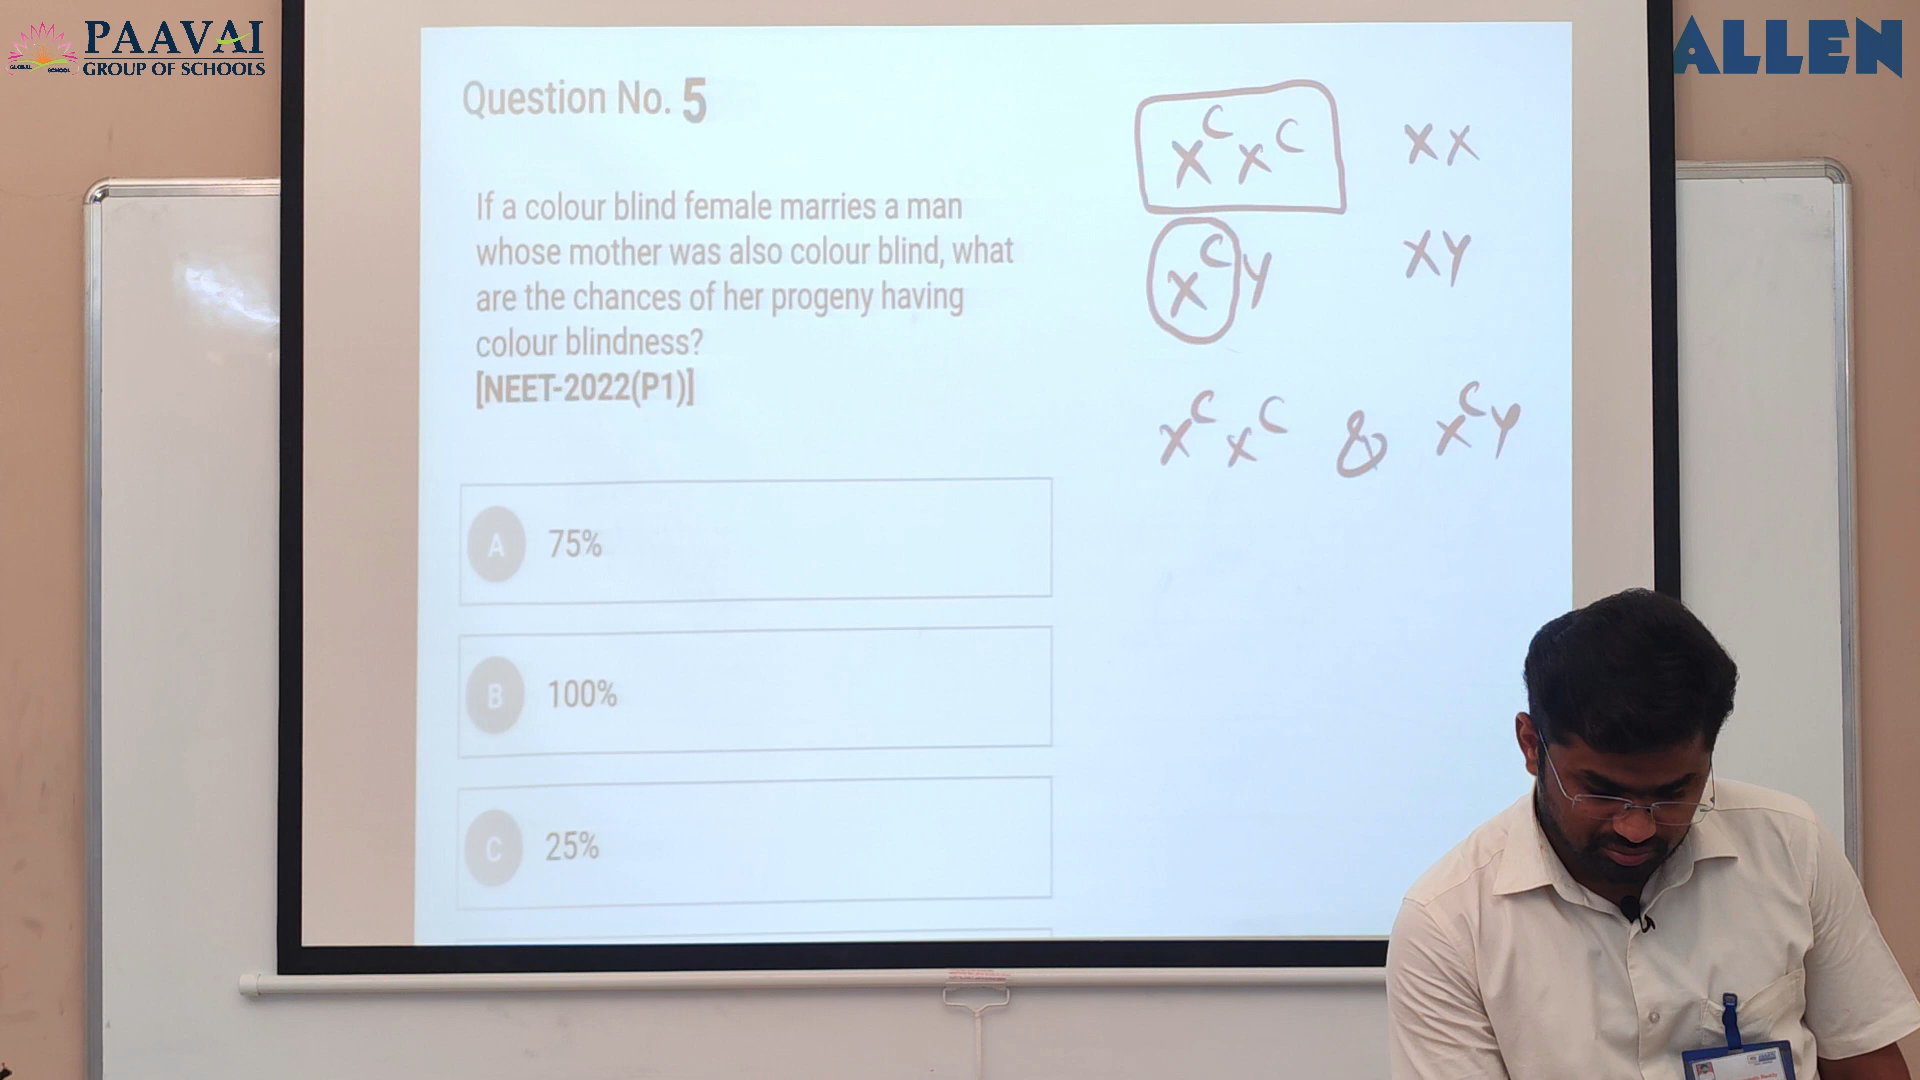 PAAVAI
GROUP OF SCHOOLS
GLOBAL SCHOOL
ALLEN
Question No. 5
If a colour blind female marries a man
whose mother was also colour blind, what
are the chances of her progeny having
colour blindness?
[NEET-2022(P1)]
A 75%
B 100%
C 25%
X^C X^C XX
X^C Y XY
X^C X^C & X^C Y